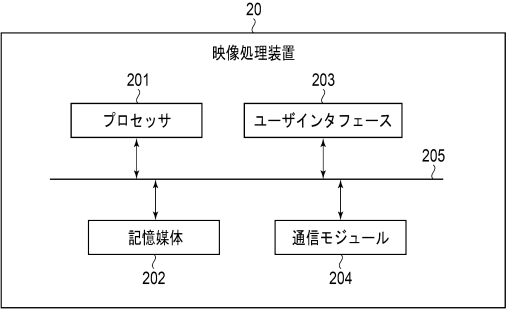 20
映像処理装置
201
203
プロセッサ
ユーザインタフェース
205
記憶媒体
通信モジュール
202
204